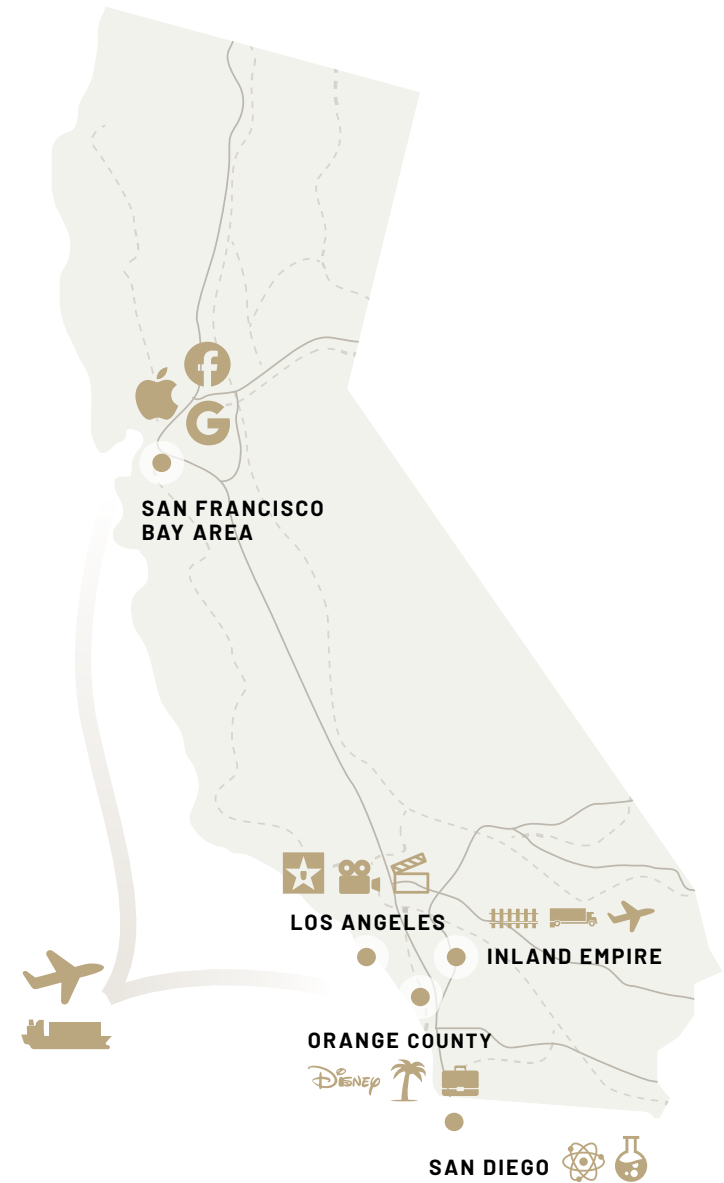 SAN FRANCISCO
BAY AREA
LOS ANGELES
INLAND EMPIRE
ORANGE COUNTY
Disney
SAN DIEGO